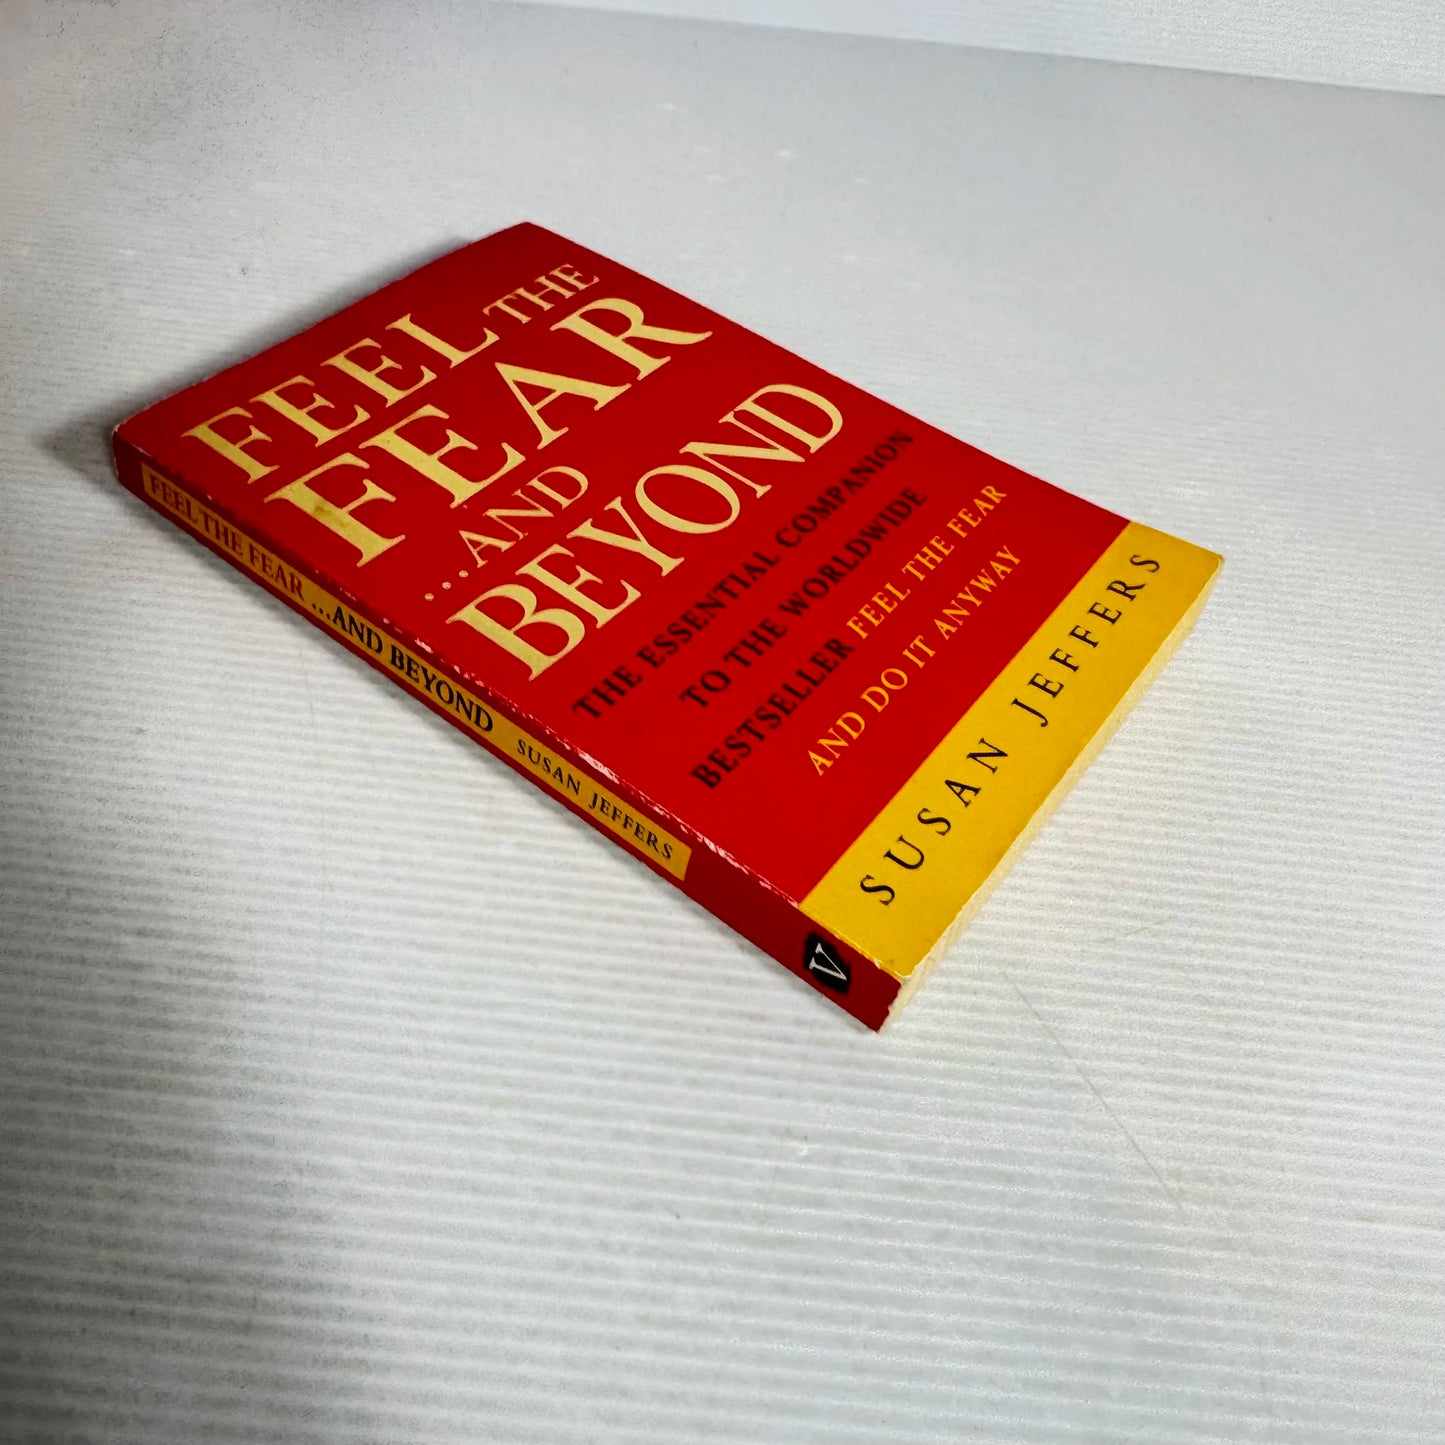 FEEL THE
FEAR
...AND
BEYOND
THE ESSENTIAL COMPANION
TO THE WORLDWIDE
BESTSELLER FEEL THE FEAR
AND DO IT ANYWAY
SUSAN JEFFERS
FEEL THE FEAR ...AND BEYOND SUSAN JEFFERS
V